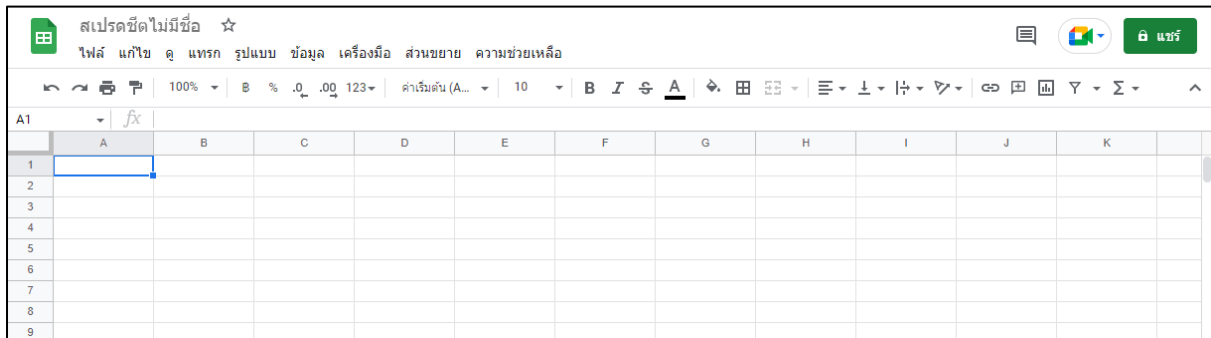 สเปรดชีตไม่มีชื่อ
ไฟล์ แก้ไข ดู แทรก รูปแบบ ข้อมูล เครื่องมือ ส่วนขยาย ความช่วยเหลือ
แชร์
100% B % .0 .00 123 ค่าเริ่มต้น (A... 10 B I S A Σ
A1 fx
A B C D E F G H I J K
1
2
3
4
5
6
7
8
9